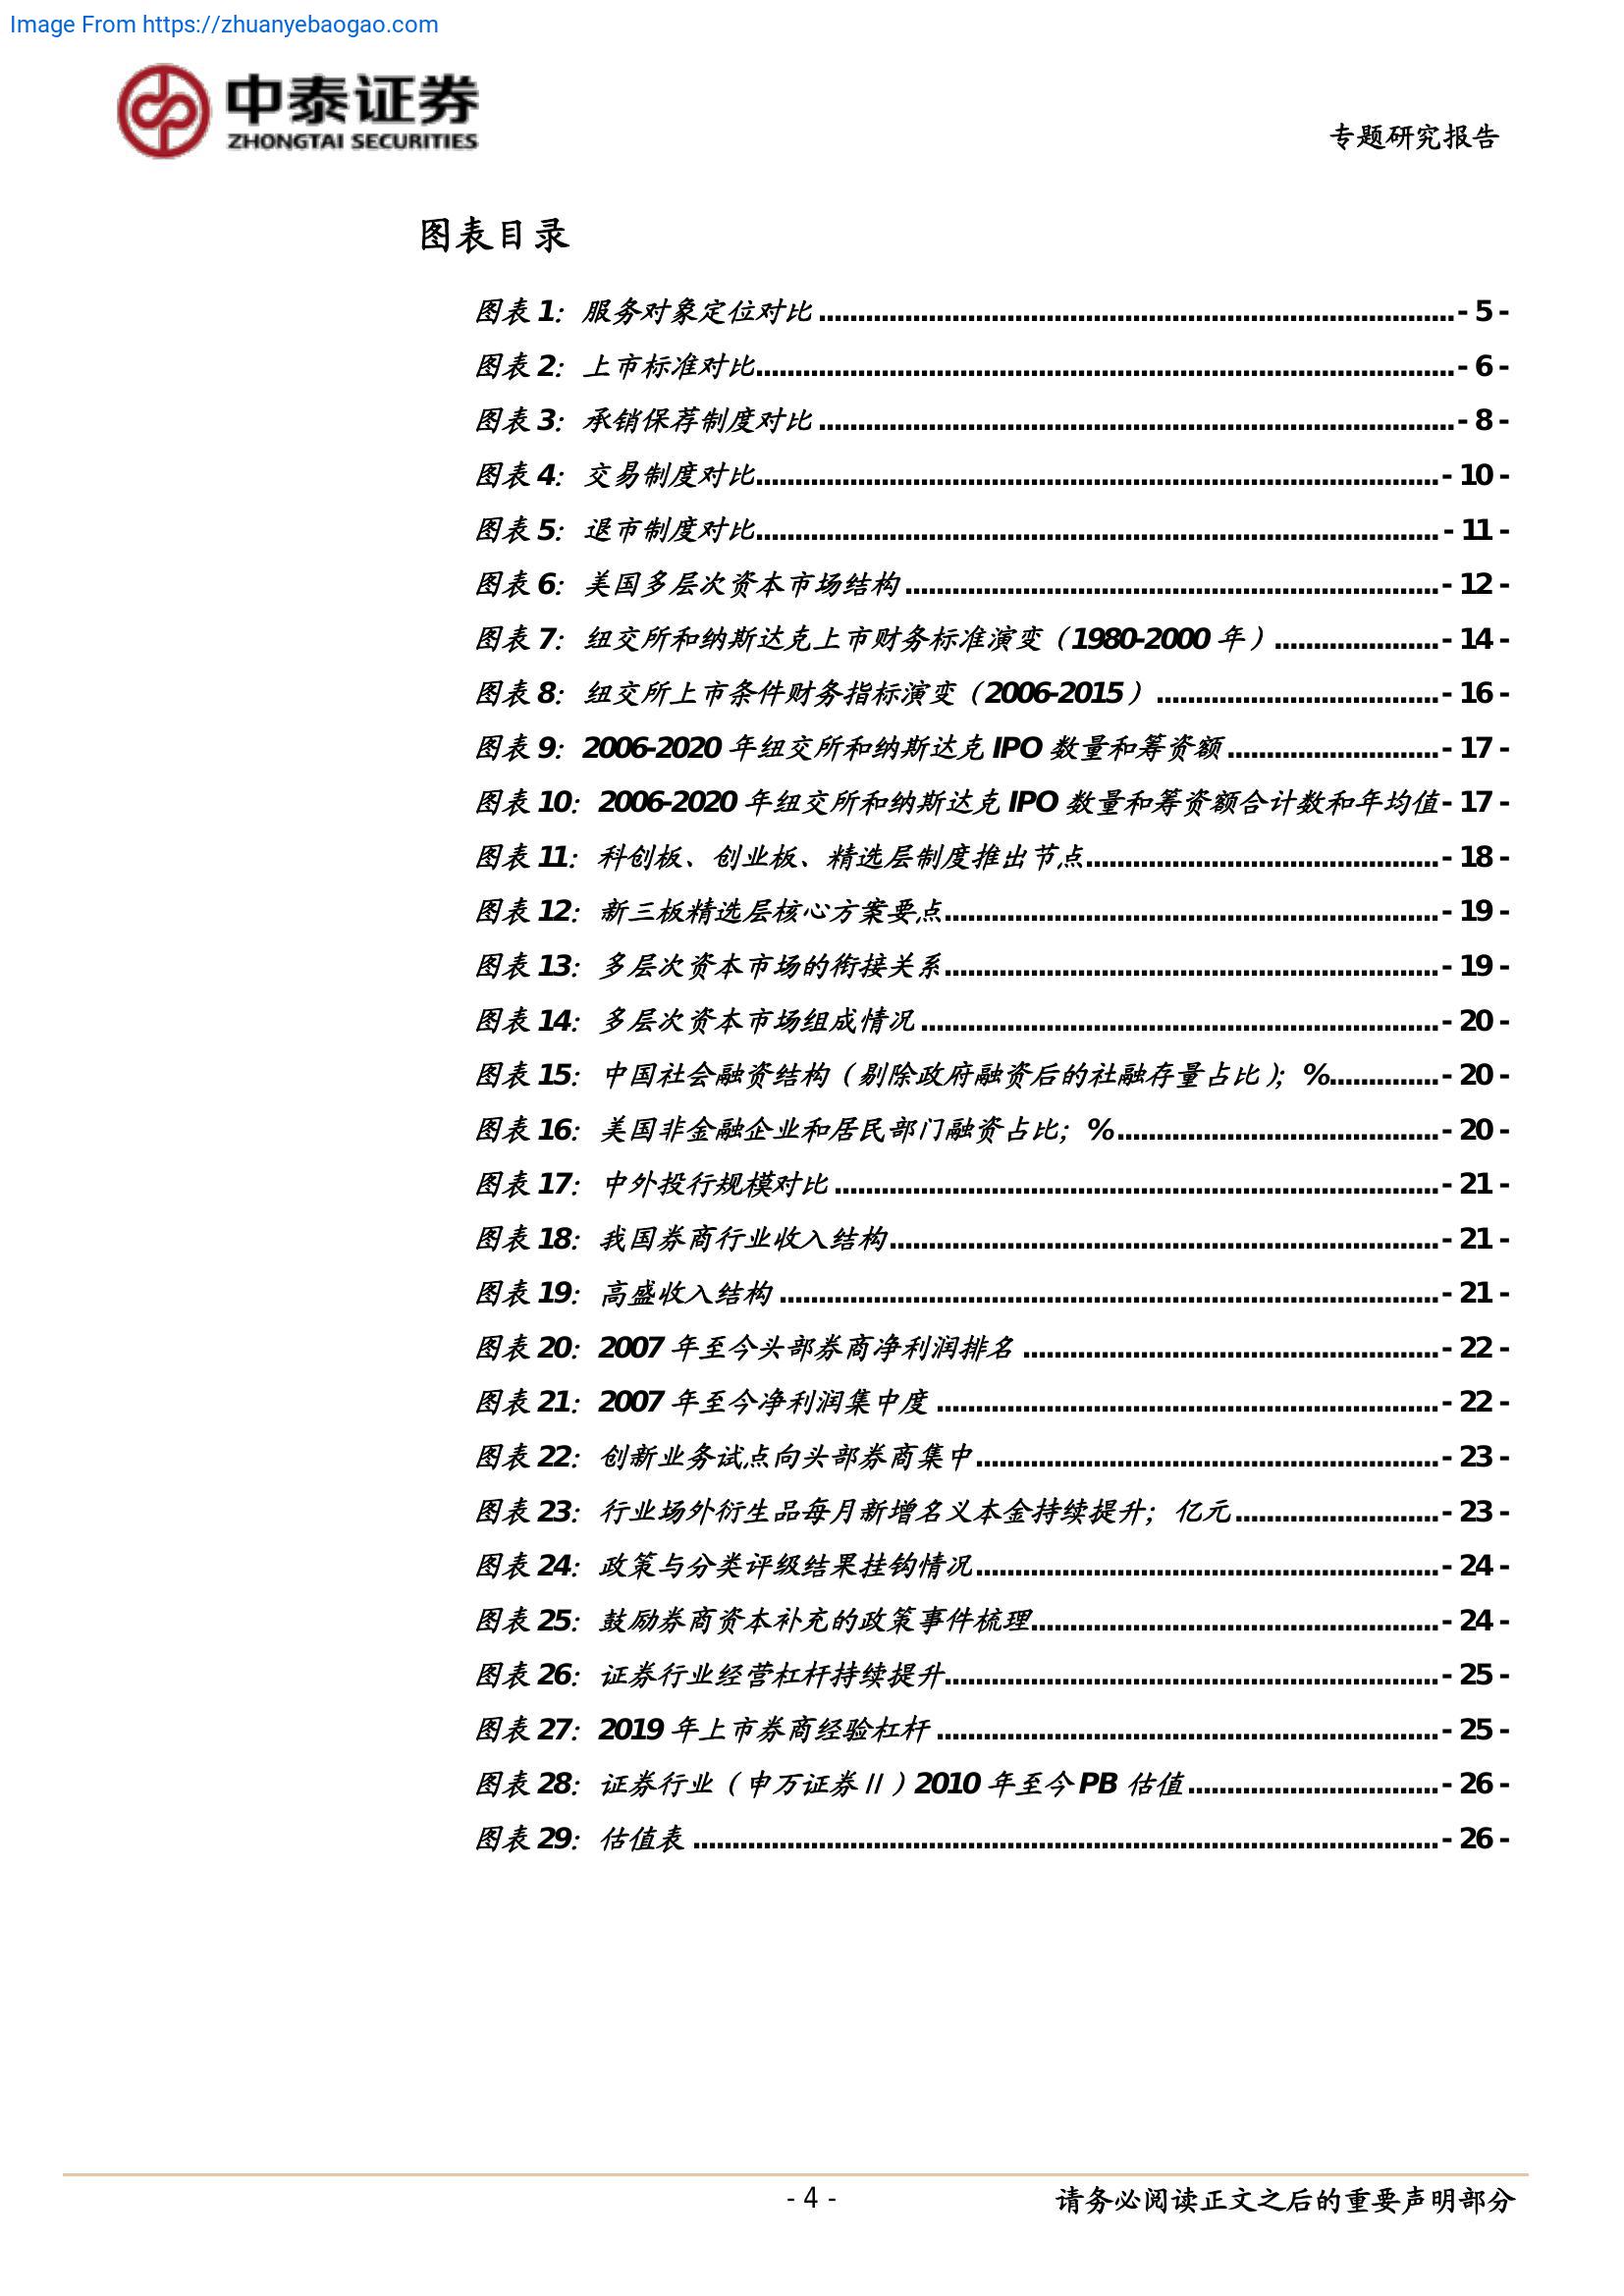 Image From https://zhuanyebaogao.com
中泰证券
ZHONGTAI SECURITIES
专题研究报告
图表目录
图表 1：服务对象定位对比 - 5 -
图表 2：上市标准对比 - 6 -
图表 3：承销保荐制度对比 - 8 -
图表 4：交易制度对比 - 10 -
图表 5：退市制度对比 - 11 -
图表 6：美国多层次资本市场结构 - 12 -
图表 7：纽交所和纳斯达克上市财务标准演变（1980-2000 年） - 14 -
图表 8：纽交所上市条件财务指标演变（2006-2015） - 16 -
图表 9：2006-2020 年纽交所和纳斯达克 IPO 数量和筹资额 - 17 -
图表 10：2006-2020 年纽交所和纳斯达克 IPO 数量和筹资额合计数和年均值 - 17 -
图表 11：科创板、创业板、精选层制度推出节点 - 18 -
图表 12：新三板精选层核心方案要点 - 19 -
图表 13：多层次资本市场的衔接关系 - 19 -
图表 14：多层次资本市场组成情况 - 20 -
图表 15：中国社会融资结构（剔除政府融资后的社融存量占比）；% - 20 -
图表 16：美国非金融企业和居民部门融资占比；% - 20 -
图表 17：中外投行规模对比 - 21 -
图表 18：我国券商行业收入结构 - 21 -
图表 19：高盛收入结构 - 21 -
图表 20：2007 年至今头部券商净利润排名 - 22 -
图表 21：2007 年至今净利润集中度 - 22 -
图表 22：创新业务试点向头部券商集中 - 23 -
图表 23：行业场外衍生品每月新增名义本金持续提升；亿元 - 23 -
图表 24：政策与分类评级结果挂钩情况 - 24 -
图表 25：鼓励券商资本补充的政策事件梳理 - 24 -
图表 26：证券行业经营杠杆持续提升 - 25 -
图表 27：2019 年上市券商经验杠杆 - 25 -
图表 28：证券行业（申万证券Ⅱ）2010 年至今 PB 估值 - 26 -
图表 29：估值表 - 26 -
- 4 -
请务必阅读正文之后的重要声明部分